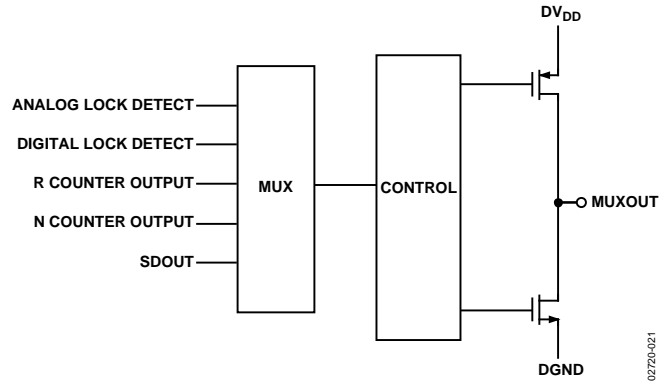 DVDD
ANALOG LOCK DETECT
DIGITAL LOCK DETECT
R COUNTER OUTPUT
N COUNTER OUTPUT
SDOUT
MUX
CONTROL
MUXOUT
DGND
02720-021